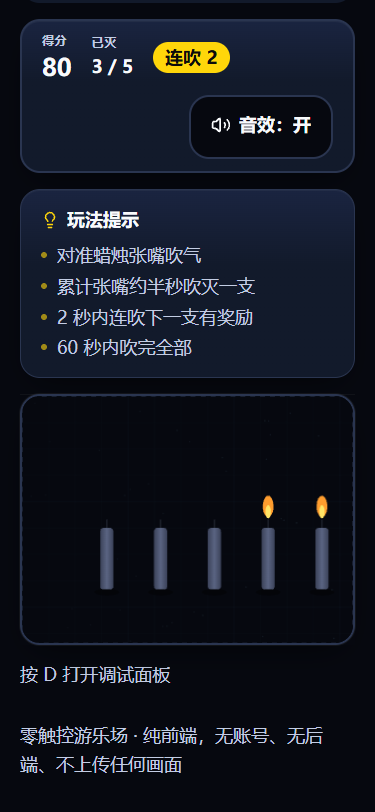 得分
已灭
连吹 2
80
3 / 5
音效：开
玩法提示
对准蜡烛张嘴吹气
累计张嘴约半秒吹灭一支
2 秒内连吹下一支有奖励
60 秒内吹完全部
按 D 打开调试面板
零触控游乐场 · 纯前端，无账号、无后
端、不上传任何画面